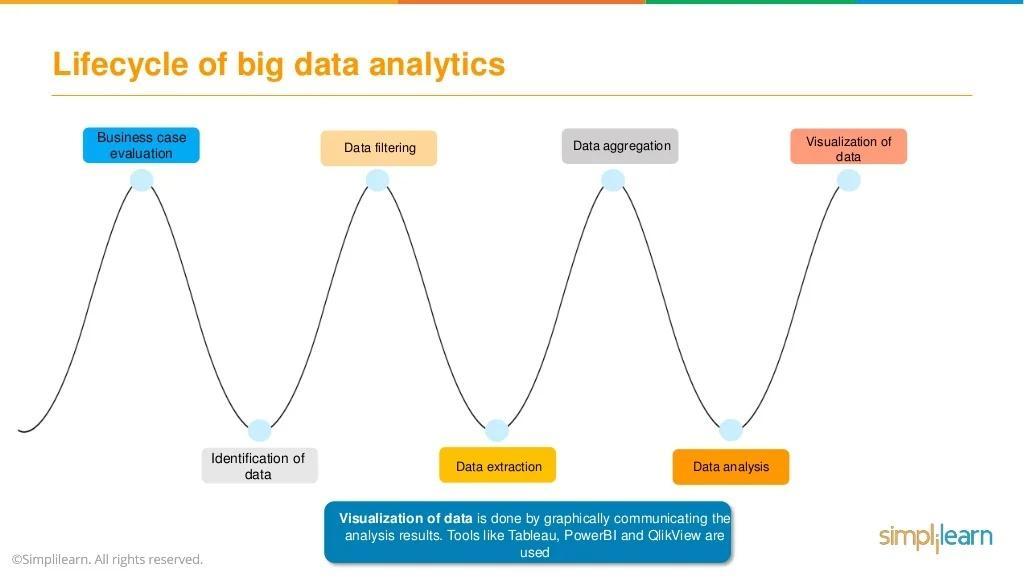 Lifecycle of big data analytics
Business case
evaluation
Data filtering
Data aggregation
Visualization of
data
Identification of
data
Data extraction
Data analysis
Visualization of data is done by graphically communicating the
analysis results. Tools like Tableau, PowerBI and QlikView are
used
simplilearn
©Simplilearn. All rights reserved.